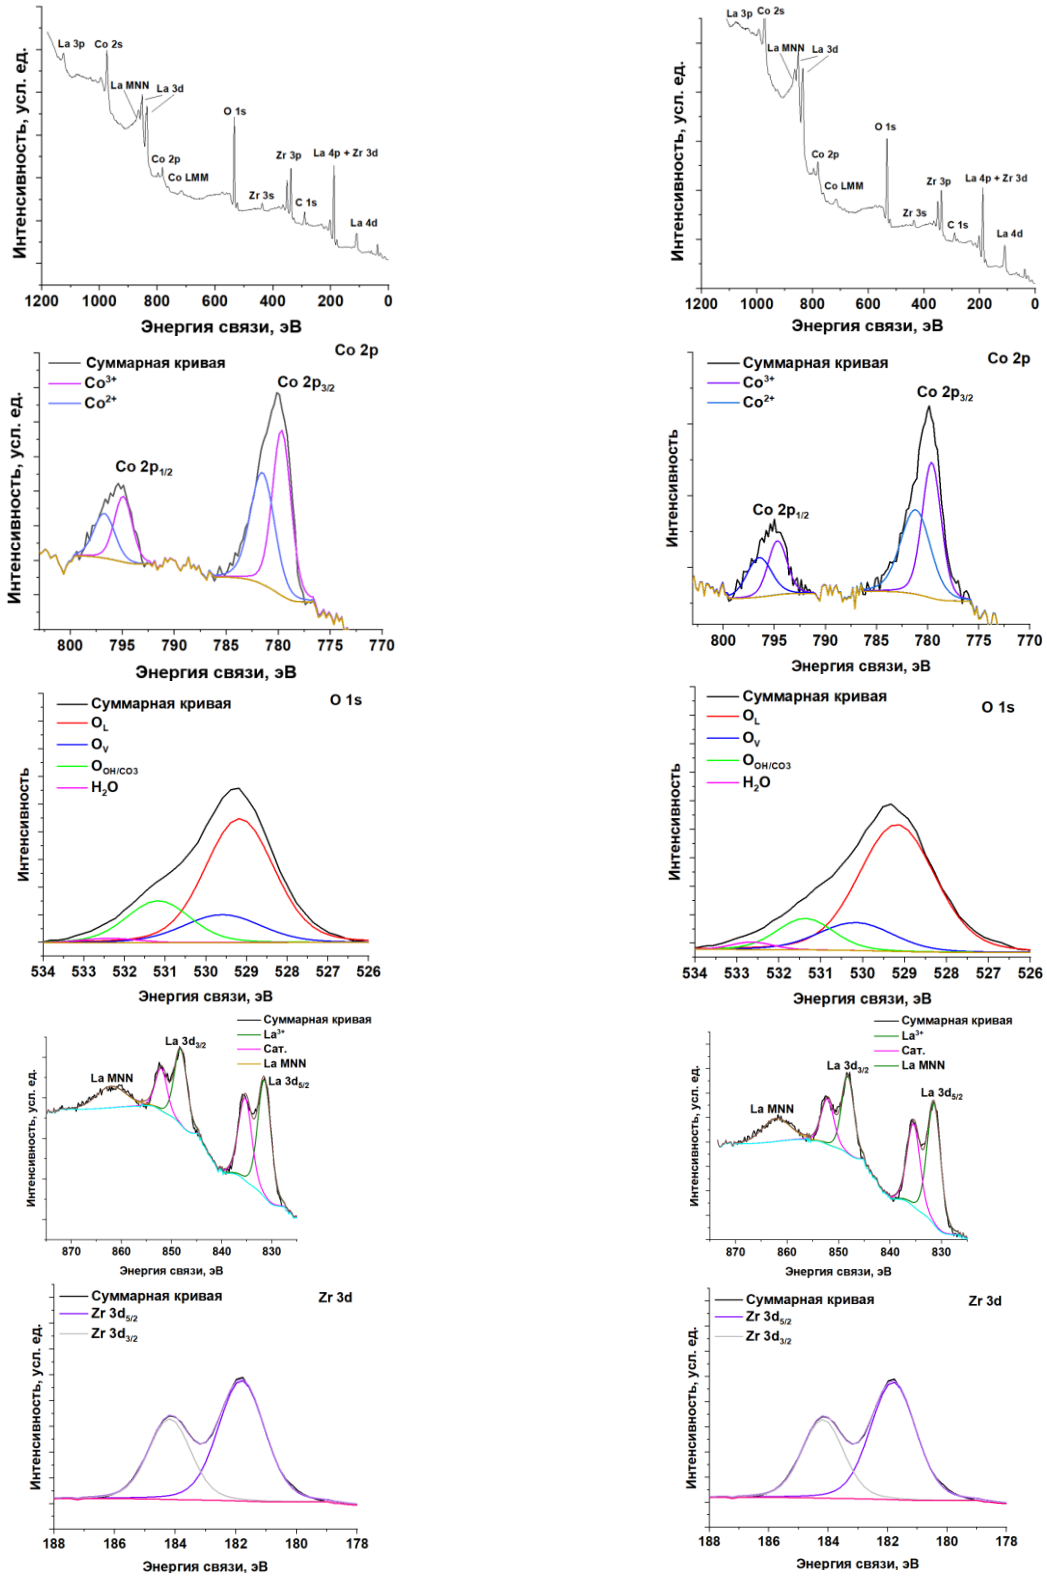 La 3p
Co 2s
La MNN
La 3d
O 1s
Co 2p
Co LMM
Zr 3s
Zr 3p
C 1s
La 4p + Zr 3d
La 4d
Интенсивность, усл. ед.
1200 1000 800 600 400 200 0
Энергия связи, эВ
La 3p
Co 2s
La MNN
La 3d
O 1s
Co 2p
Co LMM
Zr 3s
Zr 3p
C 1s
La 4p + Zr 3d
La 4d
Интенсивность, усл. ед.
1200 1000 800 600 400 200 0
Энергия связи, эВ
Co 2p
Суммарная кривая
Co³⁺
Co²⁺
Co 2p₃/₂
Co 2p₁/₂
Интенсивность, усл. ед.
800 795 790 785 780 775 770
Энергия связи, эВ
Co 2p
Суммарная кривая
Co³⁺
Co²⁺
Co 2p₃/₂
Co 2p₁/₂
Интенсивность
800 795 790 785 780 775 770
Энергия связи, эВ
O 1s
Суммарная кривая
O_L
O_V
O_OH/CO3
H₂O
Интенсивность
534 533 532 531 530 529 528 527 526
Энергия связи, эВ
O 1s
Суммарная кривая
O_L
O_V
O_OH/CO3
H₂O
Интенсивность
534 533 532 531 530 529 528 527 526
Энергия связи, эВ
Суммарная кривая
La³⁺
Сат.
La MNN
La 3d₃/₂
La MNN
La 3d₅/₂
Интенсивность, усл. ед.
870 860 850 840 830
Энергия связи, эВ
Суммарная кривая
La³⁺
Сат.
La MNN
La 3d₃/₂
La 3d₅/₂
La MNN
Интенсивность, усл. ед.
870 860 850 840 830
Энергия связи, эВ
Zr 3d
Суммарная кривая
Zr 3d₅/₂
Zr 3d₃/₂
Интенсивность, усл. ед.
188 186 184 182 180 178
Энергия связи, эВ
Zr 3d
Суммарная кривая
Zr 3d₅/₂
Zr 3d₃/₂
Интенсивность, усл. ед.
188 186 184 182 180 178
Энергия связи, эВ